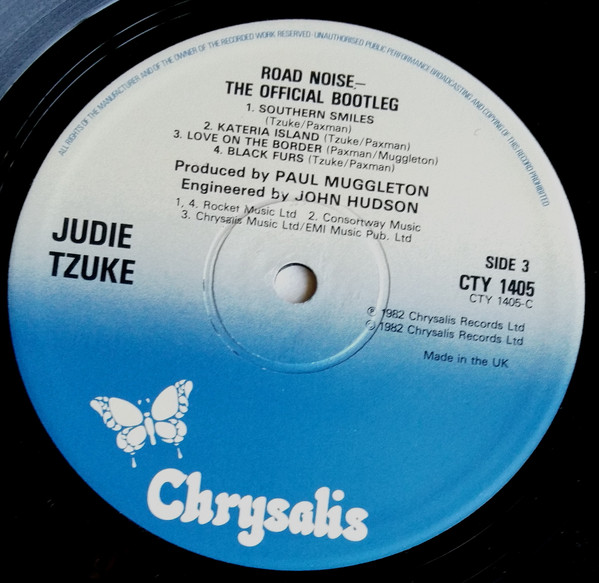 ALL RIGHTS OF THE MANUFACTURER AND OF THE OWNER OF THE RECORDED WORK RESERVED · UNAUTHORISED PUBLIC PERFORMANCE BROADCASTING AND COPYING OF THIS RECORD PROHIBITED
ROAD NOISE –
THE OFFICIAL BOOTLEG
1. SOUTHERN SMILES
(Tzuke/Paxman)
2. KATERIA ISLAND (Tzuke/Paxman)
3. LOVE ON THE BORDER (Paxman/Muggleton)
4. BLACK FURS (Tzuke/Paxman)
Produced by PAUL MUGGLETON
Engineered by JOHN HUDSON
1, 4. Rocket Music Ltd 2. Consortway Music
3. Chrysalis Music Ltd/EMI Music Pub. Ltd
JUDIE
TZUKE
SIDE 3
CTY 1405
CTY 1405-C
℗ 1982 Chrysalis Records Ltd
© 1982 Chrysalis Records Ltd
Made in the UK
Chrysalis